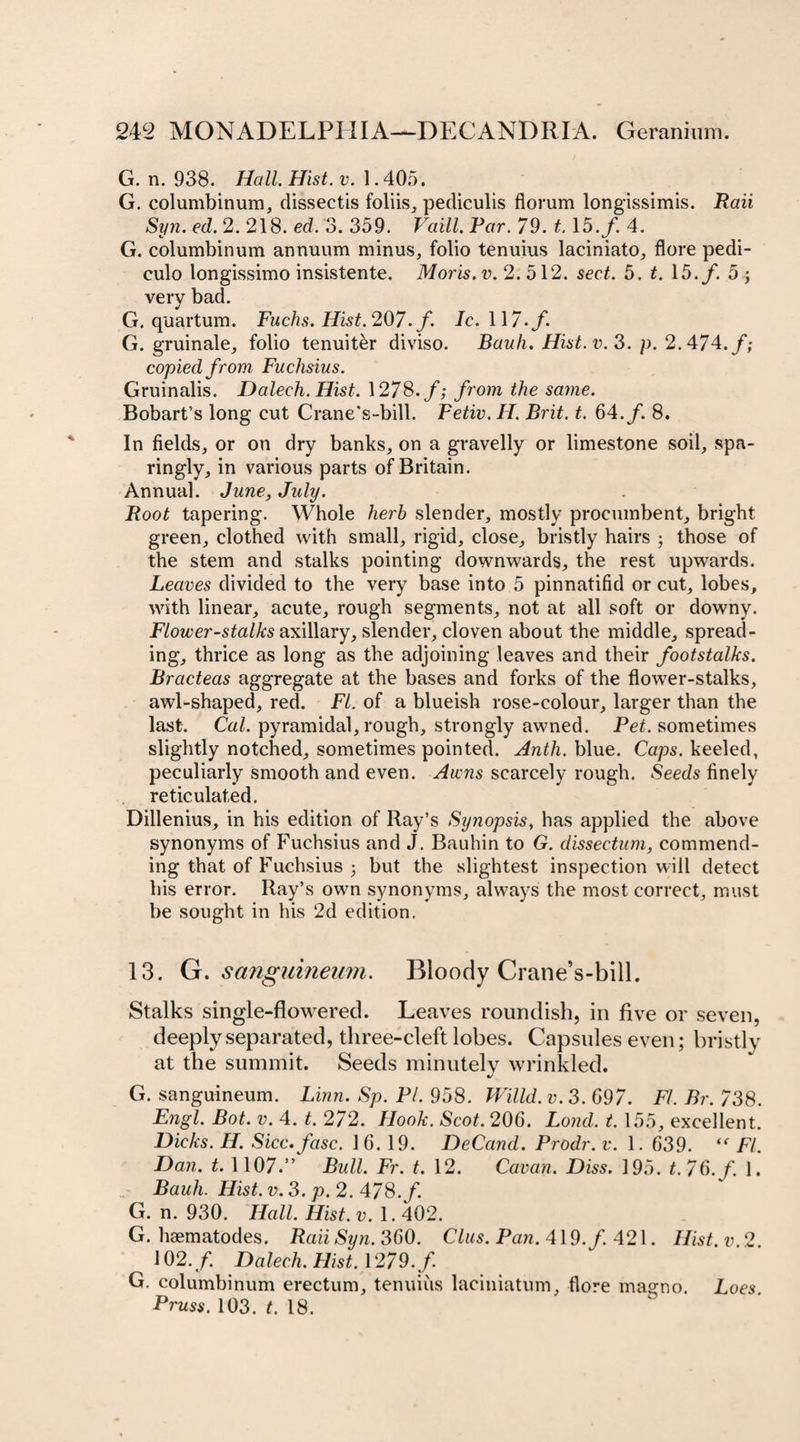 242 MONADELPHIA—DECANDRIA. Geranium.
G. n. 938. Hall. Hist. v. 1.405.
G. columbinum, dissectis foliis, pediculis florum longissimis. Raii
Syn. ed. 2. 218. ed. 3. 359. Vaill. Par. 79. t. 15. f. 4.
G. columbinum annuum minus, folio tenuius laciniato, flore pedi-
culo longissimo insistente. Moris. v. 2. 512. sect. 5. t. 15. f. 5;
very bad.
G. quartum. Fuchs. Hist. 207. f. Ic. 117. f.
G. gruinale, folio tenuitèr diviso. Bauh. Hist. v. 3. p. 2. 474. f;
copied from Fuchsius.
Gruinalis. Dalech. Hist. 1278. f; from the same.
Bobart's long cut Crane's-bill. Petiv. H. Brit. t. 64. f. 8.
In fields, or on dry banks, on a gravelly or limestone soil, spa-
ringly, in various parts of Britain.
Annual. June, July.
Root tapering. Whole herb slender, mostly procumbent, bright
green, clothed with small, rigid, close, bristly hairs; those of
the stem and stalks pointing downwards, the rest upwards.
Leaves divided to the very base into 5 pinnatifid or cut, lobes,
with linear, acute, rough segments, not at all soft or downy.
Flower-stalks axillary, slender, cloven about the middle, spread-
ing, thrice as long as the adjoining leaves and their footstalks.
Bracteas aggregate at the bases and forks of the flower-stalks,
awl-shaped, red. Fl. of a blueish rose-colour, larger than the
last. Cal. pyramidal, rough, strongly awned. Pet. sometimes
slightly notched, sometimes pointed. Anth. blue. Caps. keeled,
peculiarly smooth and even. Awns scarcely rough. Seeds finely
reticulated.
Dillenius, in his edition of Ray's Synopsis, has applied the above
synonyms of Fuchsius and J. Bauhin to G. dissectum, commend-
ing that of Fuchsius; but the slightest inspection will detect
his error. Ray's own synonyms, always the most correct, must
be sought in his 2d edition.
13. G. sanguineum. Bloody Crane's-bill.
Stalks single-flowered. Leaves roundish, in five or seven,
deeply separated, three-cleft lobes. Capsules even; bristly
at the summit. Seeds minutely wrinkled.
G. sanguineum. Linn. Sp. Pl. 958. Willd. v. 3. 697. Fl. Br. 738.
Engl. Bot. v. 4. t. 272. Hook. Scot. 206. Lond. t. 155, excellent.
Dicks. H. Sicc. fasc. 16. 19. DeCand. Prodr. v. 1. 639. "Fl.
Dan. t. 1107." Bull. Fr. t. 12. Cavan. Diss. 195. t. 76. f. 1.
Bauh. Hist. v. 3. p. 2. 478. f.
G. n. 930. Hall. Hist. v. 1. 402.
G. hæmatodes. Raii Syn. 360. Clus. Pan. 419. f. 421. Hist. v. 2.
102. f. Dalech. Hist. 1279. f.
G. columbinum erectum, tenuiùs laciniatum, flore magno. Loes.
Pruss. 103. t. 18.